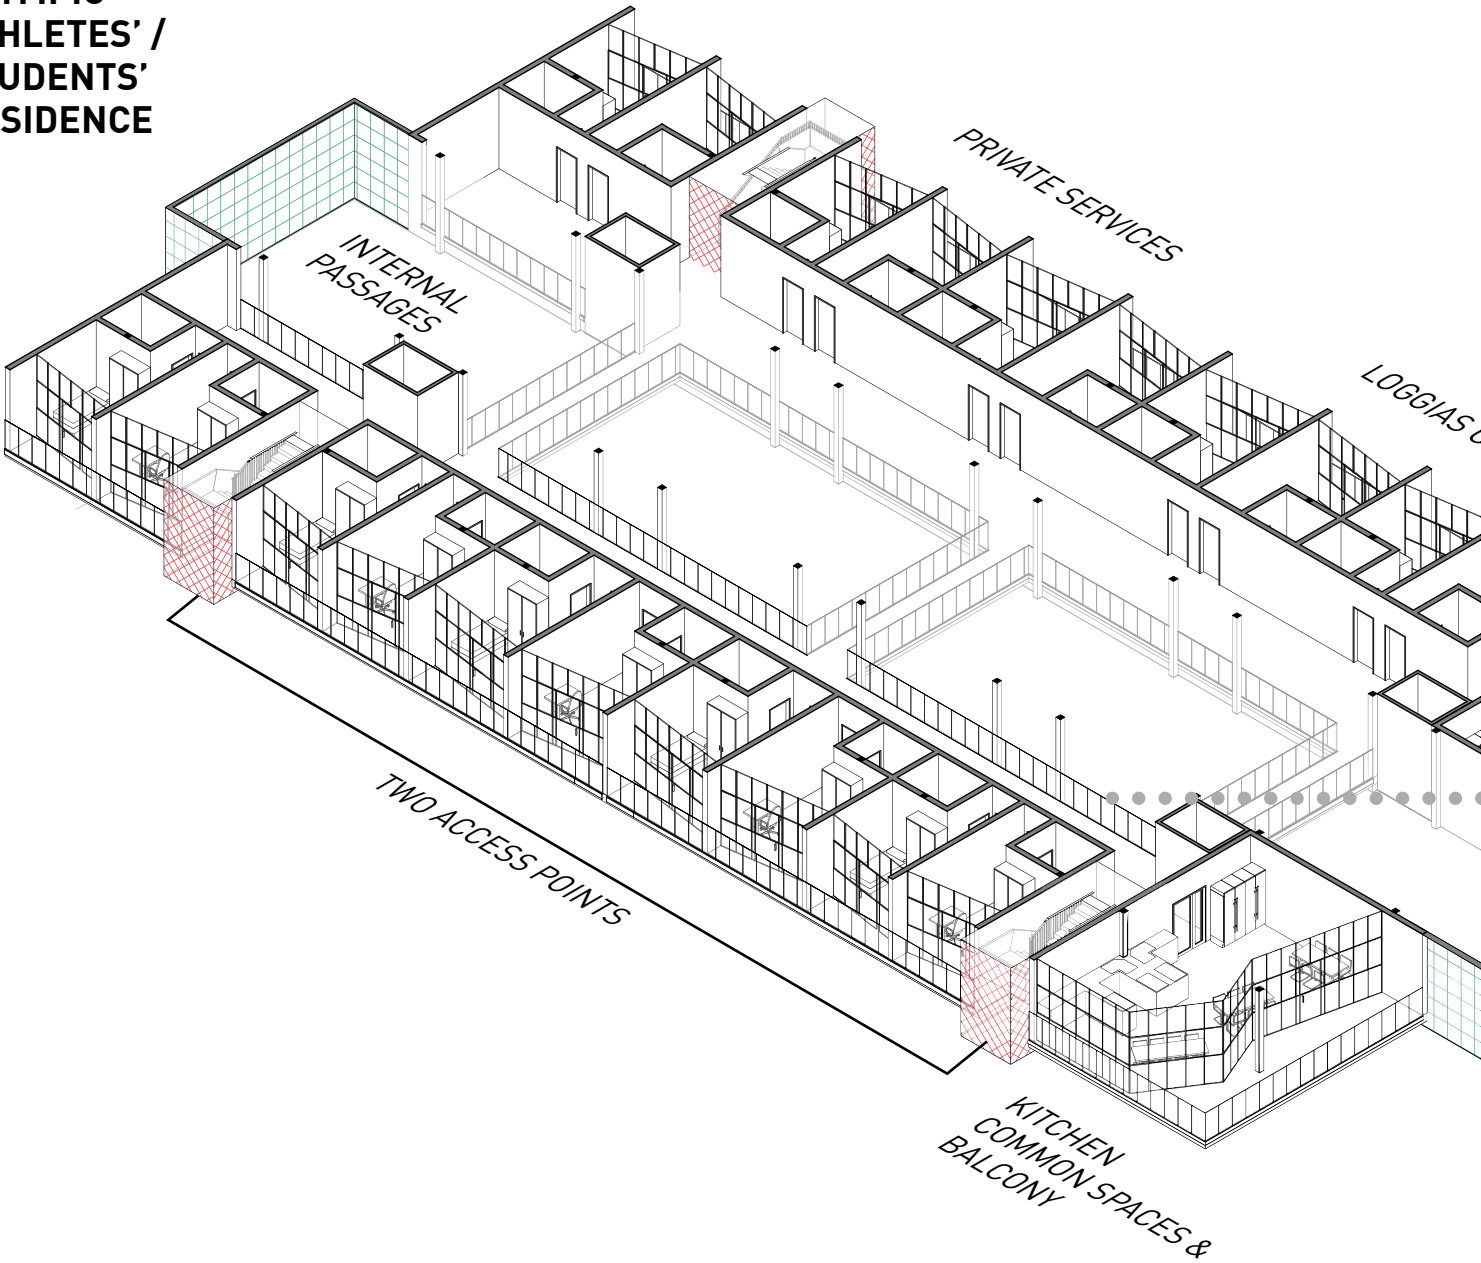 HLETES’ /
UDENTS’
SIDENCE
PRIVATE SERVICES
INTERNAL
PASSAGES
LOGGIAS
TWO ACCESS POINTS
KITCHEN
COMMON SPACES &
BALCONY